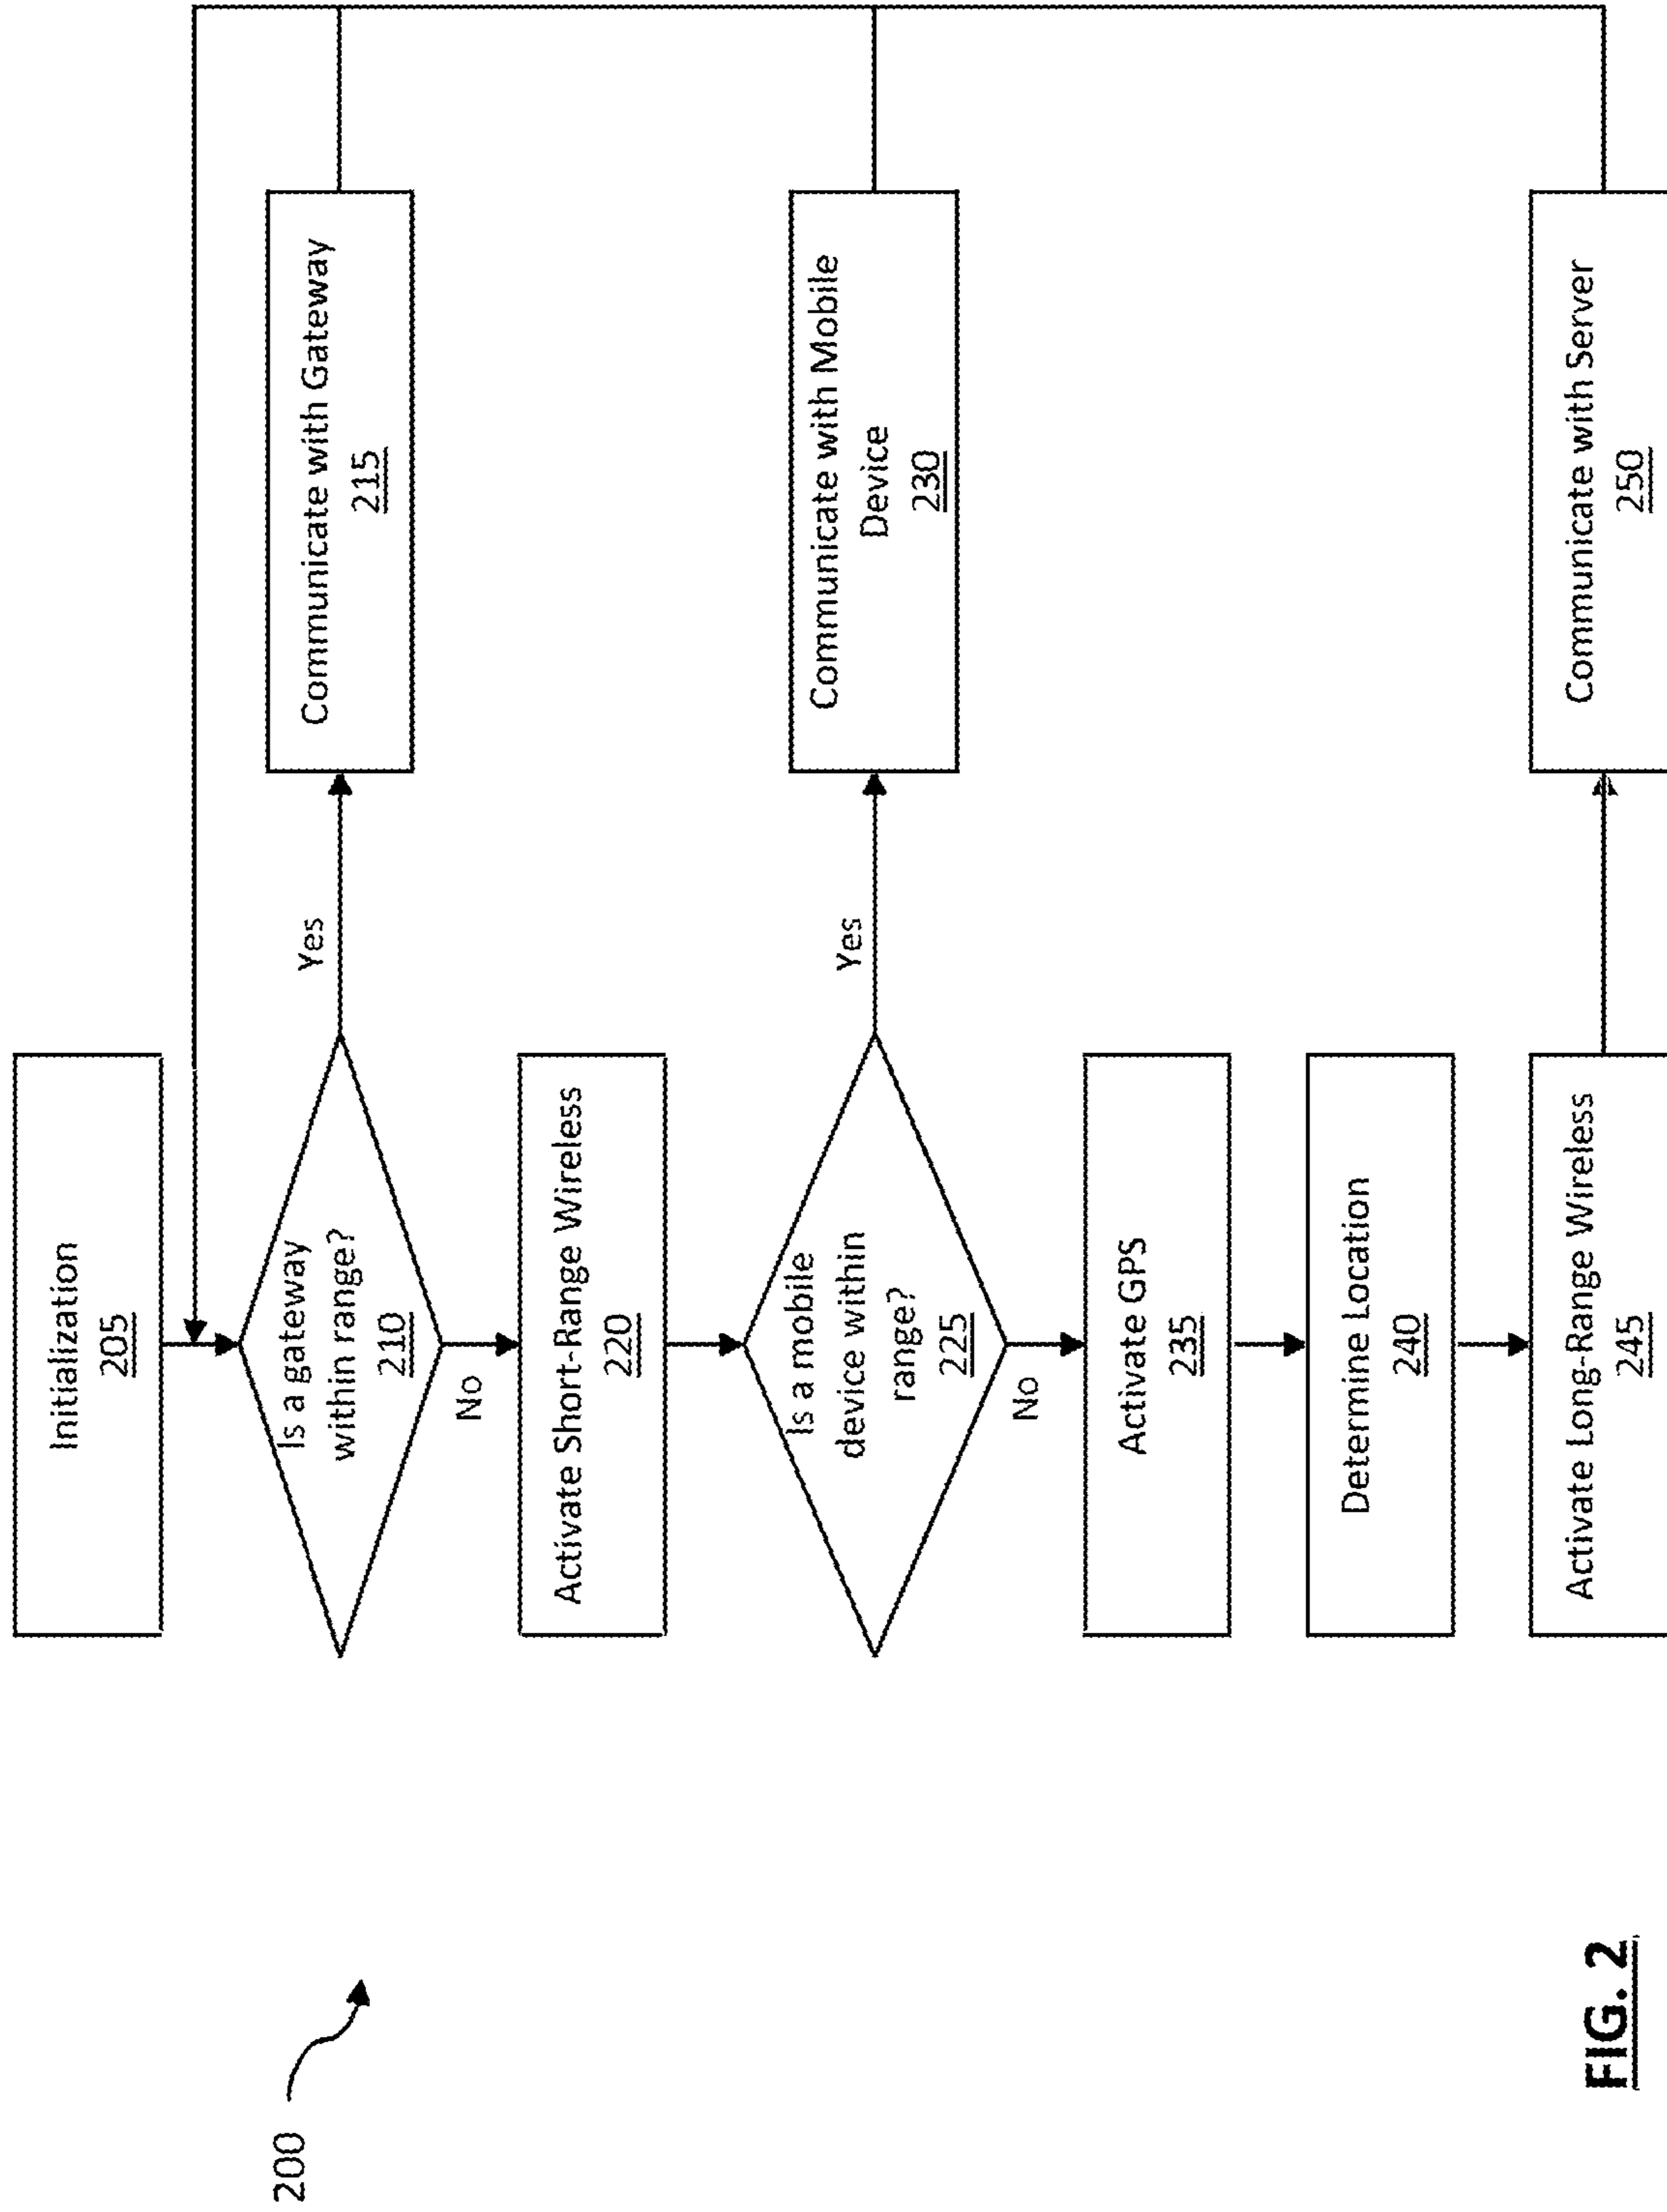 200
Initialization
205
Is a gateway
within range?
210
Yes
Communicate with Gateway
215
No
Activate Short-Range Wireless
220
Is a mobile
device within
range?
225
Yes
Communicate with Mobile
Device
230
No
Activate GPS
235
Determine Location
240
Activate Long-Range Wireless
245
Communicate with Server
250
FIG. 2